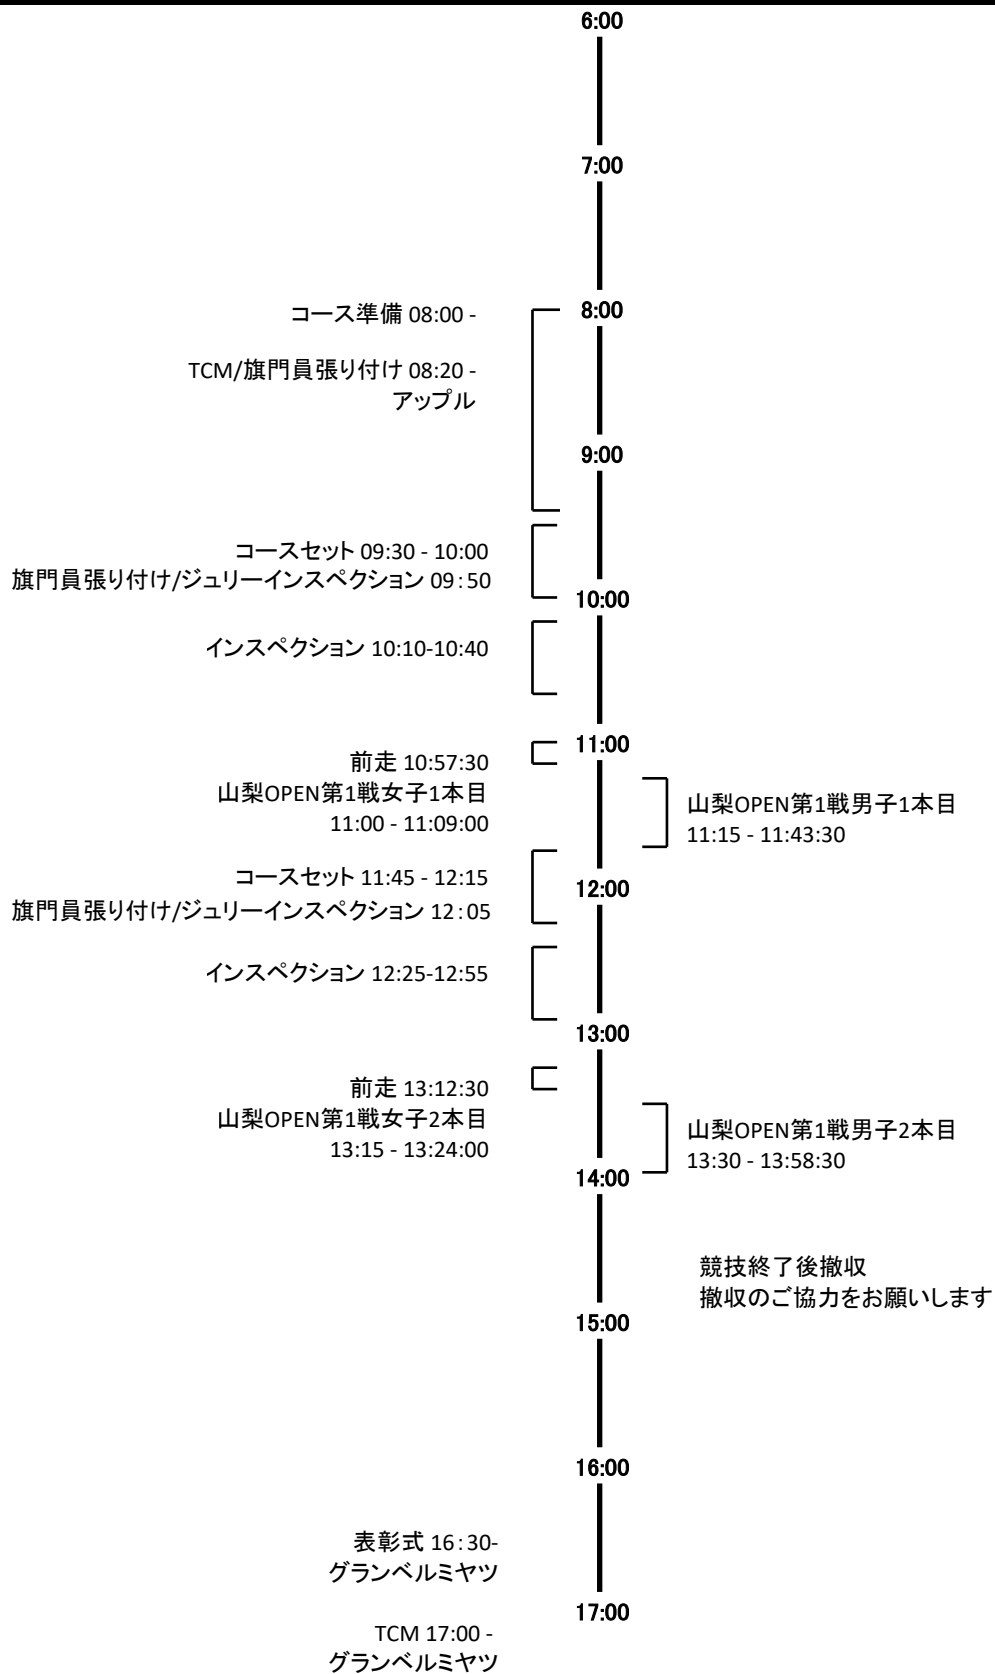 6:00
7:00
コース準備 08:00 -
8:00
TCM/旗門員張り付け 08:20 -
アップル
9:00
コースセット 09:30 - 10:00
旗門員張り付け/ジュリーインスペクション 09：50
10:00
インスペクション 10:10-10:40
11:00
前走 10:57:30
山梨OPEN第1戦女子1本目
11:00 - 11:09:00
山梨OPEN第1戦男子1本目
11:15 - 11:43:30
コースセット 11:45 - 12:15
12:00
旗門員張り付け/ジュリーインスペクション 12：05
インスペクション 12:25-12:55
13:00
前走 13:12:30
山梨OPEN第1戦女子2本目
13:15 - 13:24:00
山梨OPEN第1戦男子2本目
13:30 - 13:58:30
14:00
競技終了後撤収
撤収のご協力をお願いします
15:00
16:00
表彰式 16：30-
グランベルミヤツ
17:00
TCM 17:00 -
グランベルミヤツ